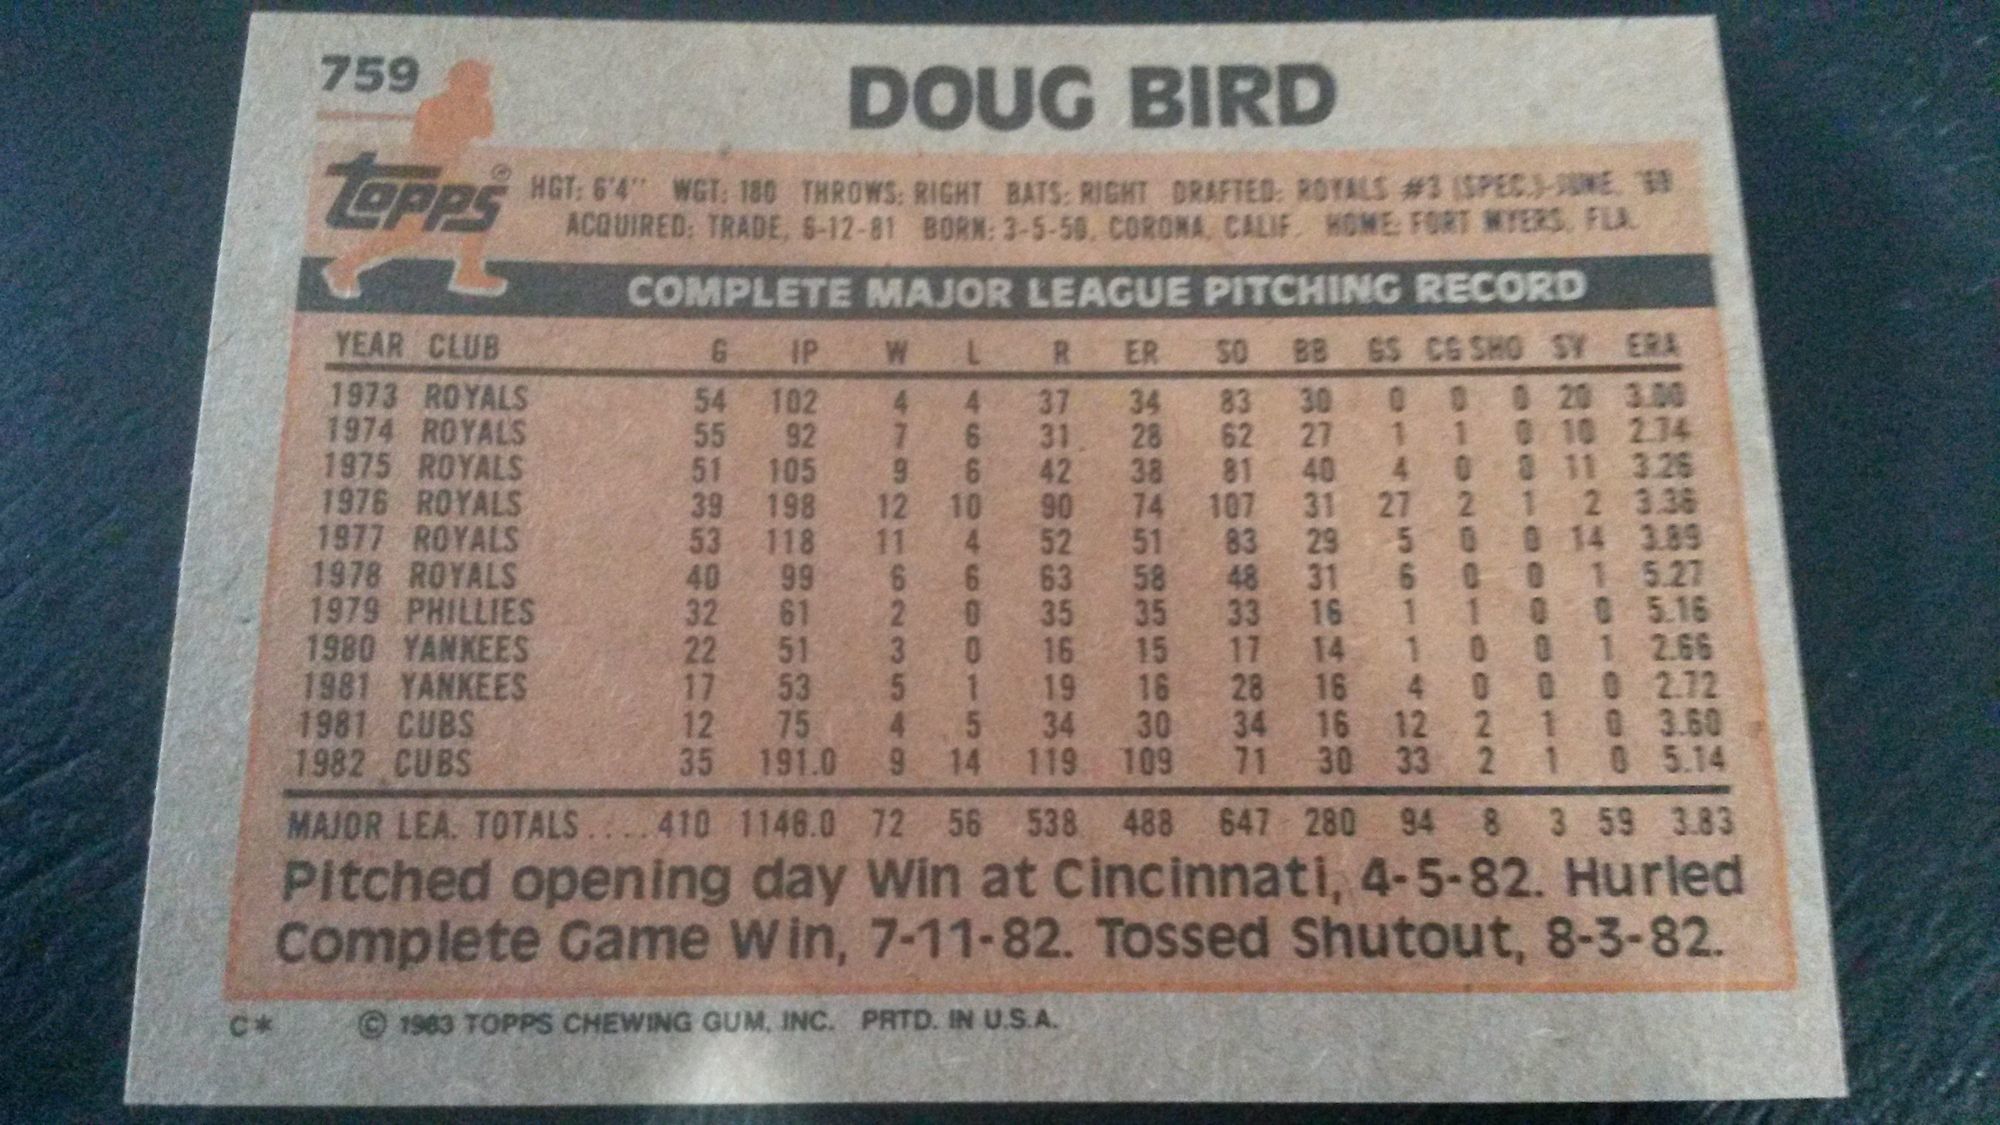 759
DOUG BIRD
topps®
HGT: 6'4" WGT: 180 THROWS: RIGHT BATS: RIGHT DRAFTED: ROYALS #3 (SPEC.)-JUNE, '69
ACQUIRED: TRADE, 6-12-81 BORN: 3-5-50, CORONA, CALIF. HOME: FORT MYERS, FLA.
COMPLETE MAJOR LEAGUE PITCHING RECORD
YEAR CLUB G IP W L R ER SO BB GS CG SHO SV ERA
1973 ROYALS 54 102 4 4 37 34 83 30 0 0 0 20 3.00
1974 ROYALS 55 92 7 6 31 28 62 27 1 1 0 10 2.74
1975 ROYALS 51 105 9 6 42 38 81 40 4 0 0 11 3.26
1976 ROYALS 39 198 12 10 90 74 107 31 27 2 1 2 3.36
1977 ROYALS 53 118 11 4 52 51 83 29 5 0 0 14 3.89
1978 ROYALS 40 99 6 6 63 58 48 31 6 0 0 1 5.27
1979 PHILLIES 32 61 2 0 35 35 33 16 1 1 0 0 5.16
1980 YANKEES 22 51 3 0 16 15 17 14 1 0 0 1 2.66
1981 YANKEES 17 53 5 1 19 16 28 16 4 0 0 0 2.72
1981 CUBS 12 75 4 5 34 30 34 16 12 2 1 0 3.60
1982 CUBS 35 191.0 9 14 119 109 71 30 33 2 1 0 5.14
MAJOR LEA. TOTALS.....410 1146.0 72 56 538 488 647 280 94 8 3 59 3.83
Pitched opening day Win at Cincinnati, 4-5-82. Hurled
Complete Game Win, 7-11-82. Tossed Shutout, 8-3-82.
C* © 1983 TOPPS CHEWING GUM, INC. PRTD. IN U.S.A.